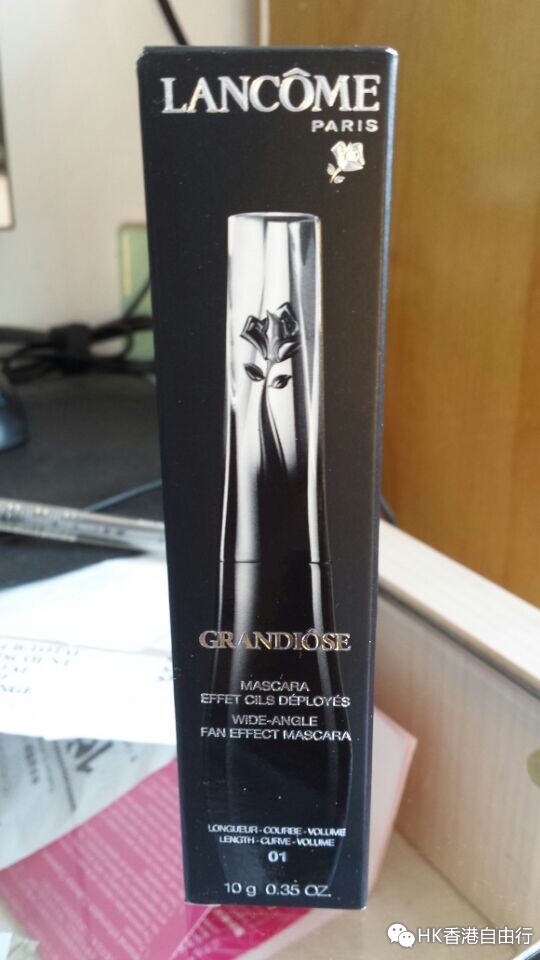 LANCÔME
PARIS
GRANDIÔSE
MASCARA
EFFET CILS DÉPLOYÉS
WIDE-ANGLE
FAN EFFECT MASCARA
LONGUEUR - COURBE - VOLUME
LENGTH - CURVE - VOLUME
01
10 g 0.35 OZ.
HK香港自由行